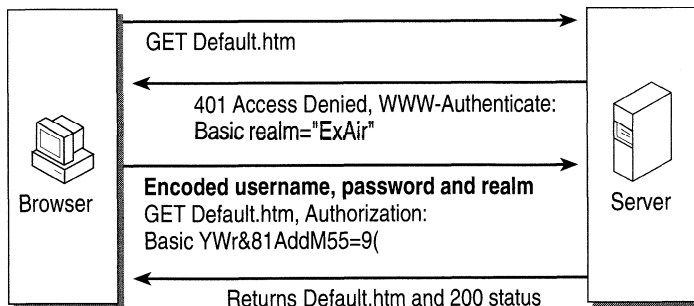 GET Default.htm
401 Access Denied, WWW-Authenticate:
Basic realm="ExAir"
Encoded username, password and realm
GET Default.htm, Authorization:
Basic YWr&81AddM55=9(
Returns Default.htm and 200 status
Browser
Server